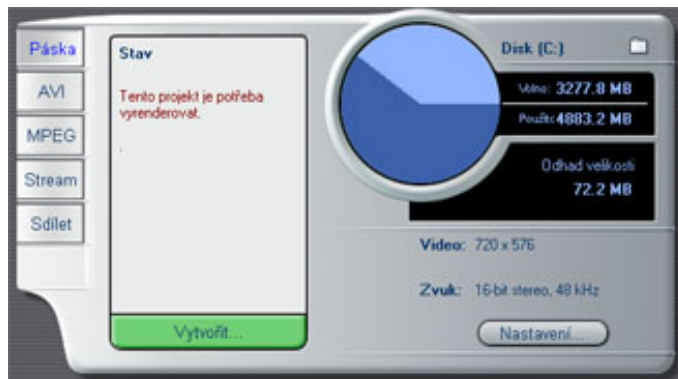 Páska
AVI
MPEG
Stream
Sdílet
Stav
Tento projekt je potřeba
vyrenderovat.
Vytvořit...
Disk (C:)
Volno: 3277.8 MB
Použito: 4883.2 MB
Odhad velikosti
72.2 MB
Video: 720 x 576
Zvuk: 16-bit stereo, 48 kHz
Nastavení...